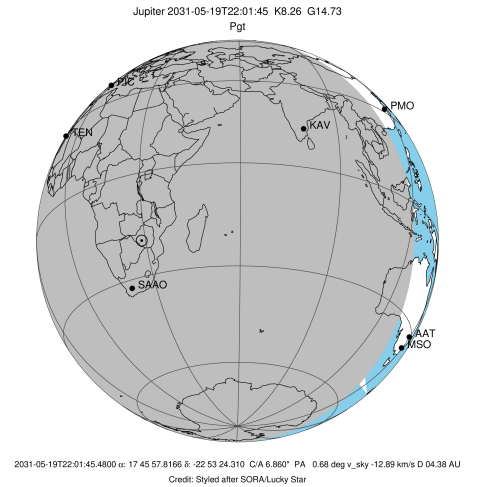 Jupiter 2031-05-19T22:01:45 K8.26 G14.73
Pgt
PIC
PMO
KAV
TEN
SAAO
AAT
MSO
2031-05-19T22:01:45.4800 α: 17 45 57.8166 δ: -22 53 24.310 C/A 6.860" PA 0.68 deg v_sky -12.89 km/s D 04.38 AU
Credit: Styled after SORA/Lucky Star